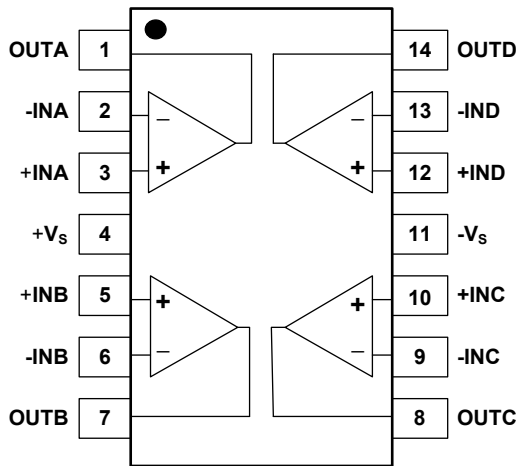 OUTA 1 14 OUTD
-INA 2 − − 13 -IND
+INA 3 + + 12 +IND
+VS 4 11 -VS
+INB 5 + + 10 +INC
-INB 6 − − 9 -INC
OUTB 7 8 OUTC